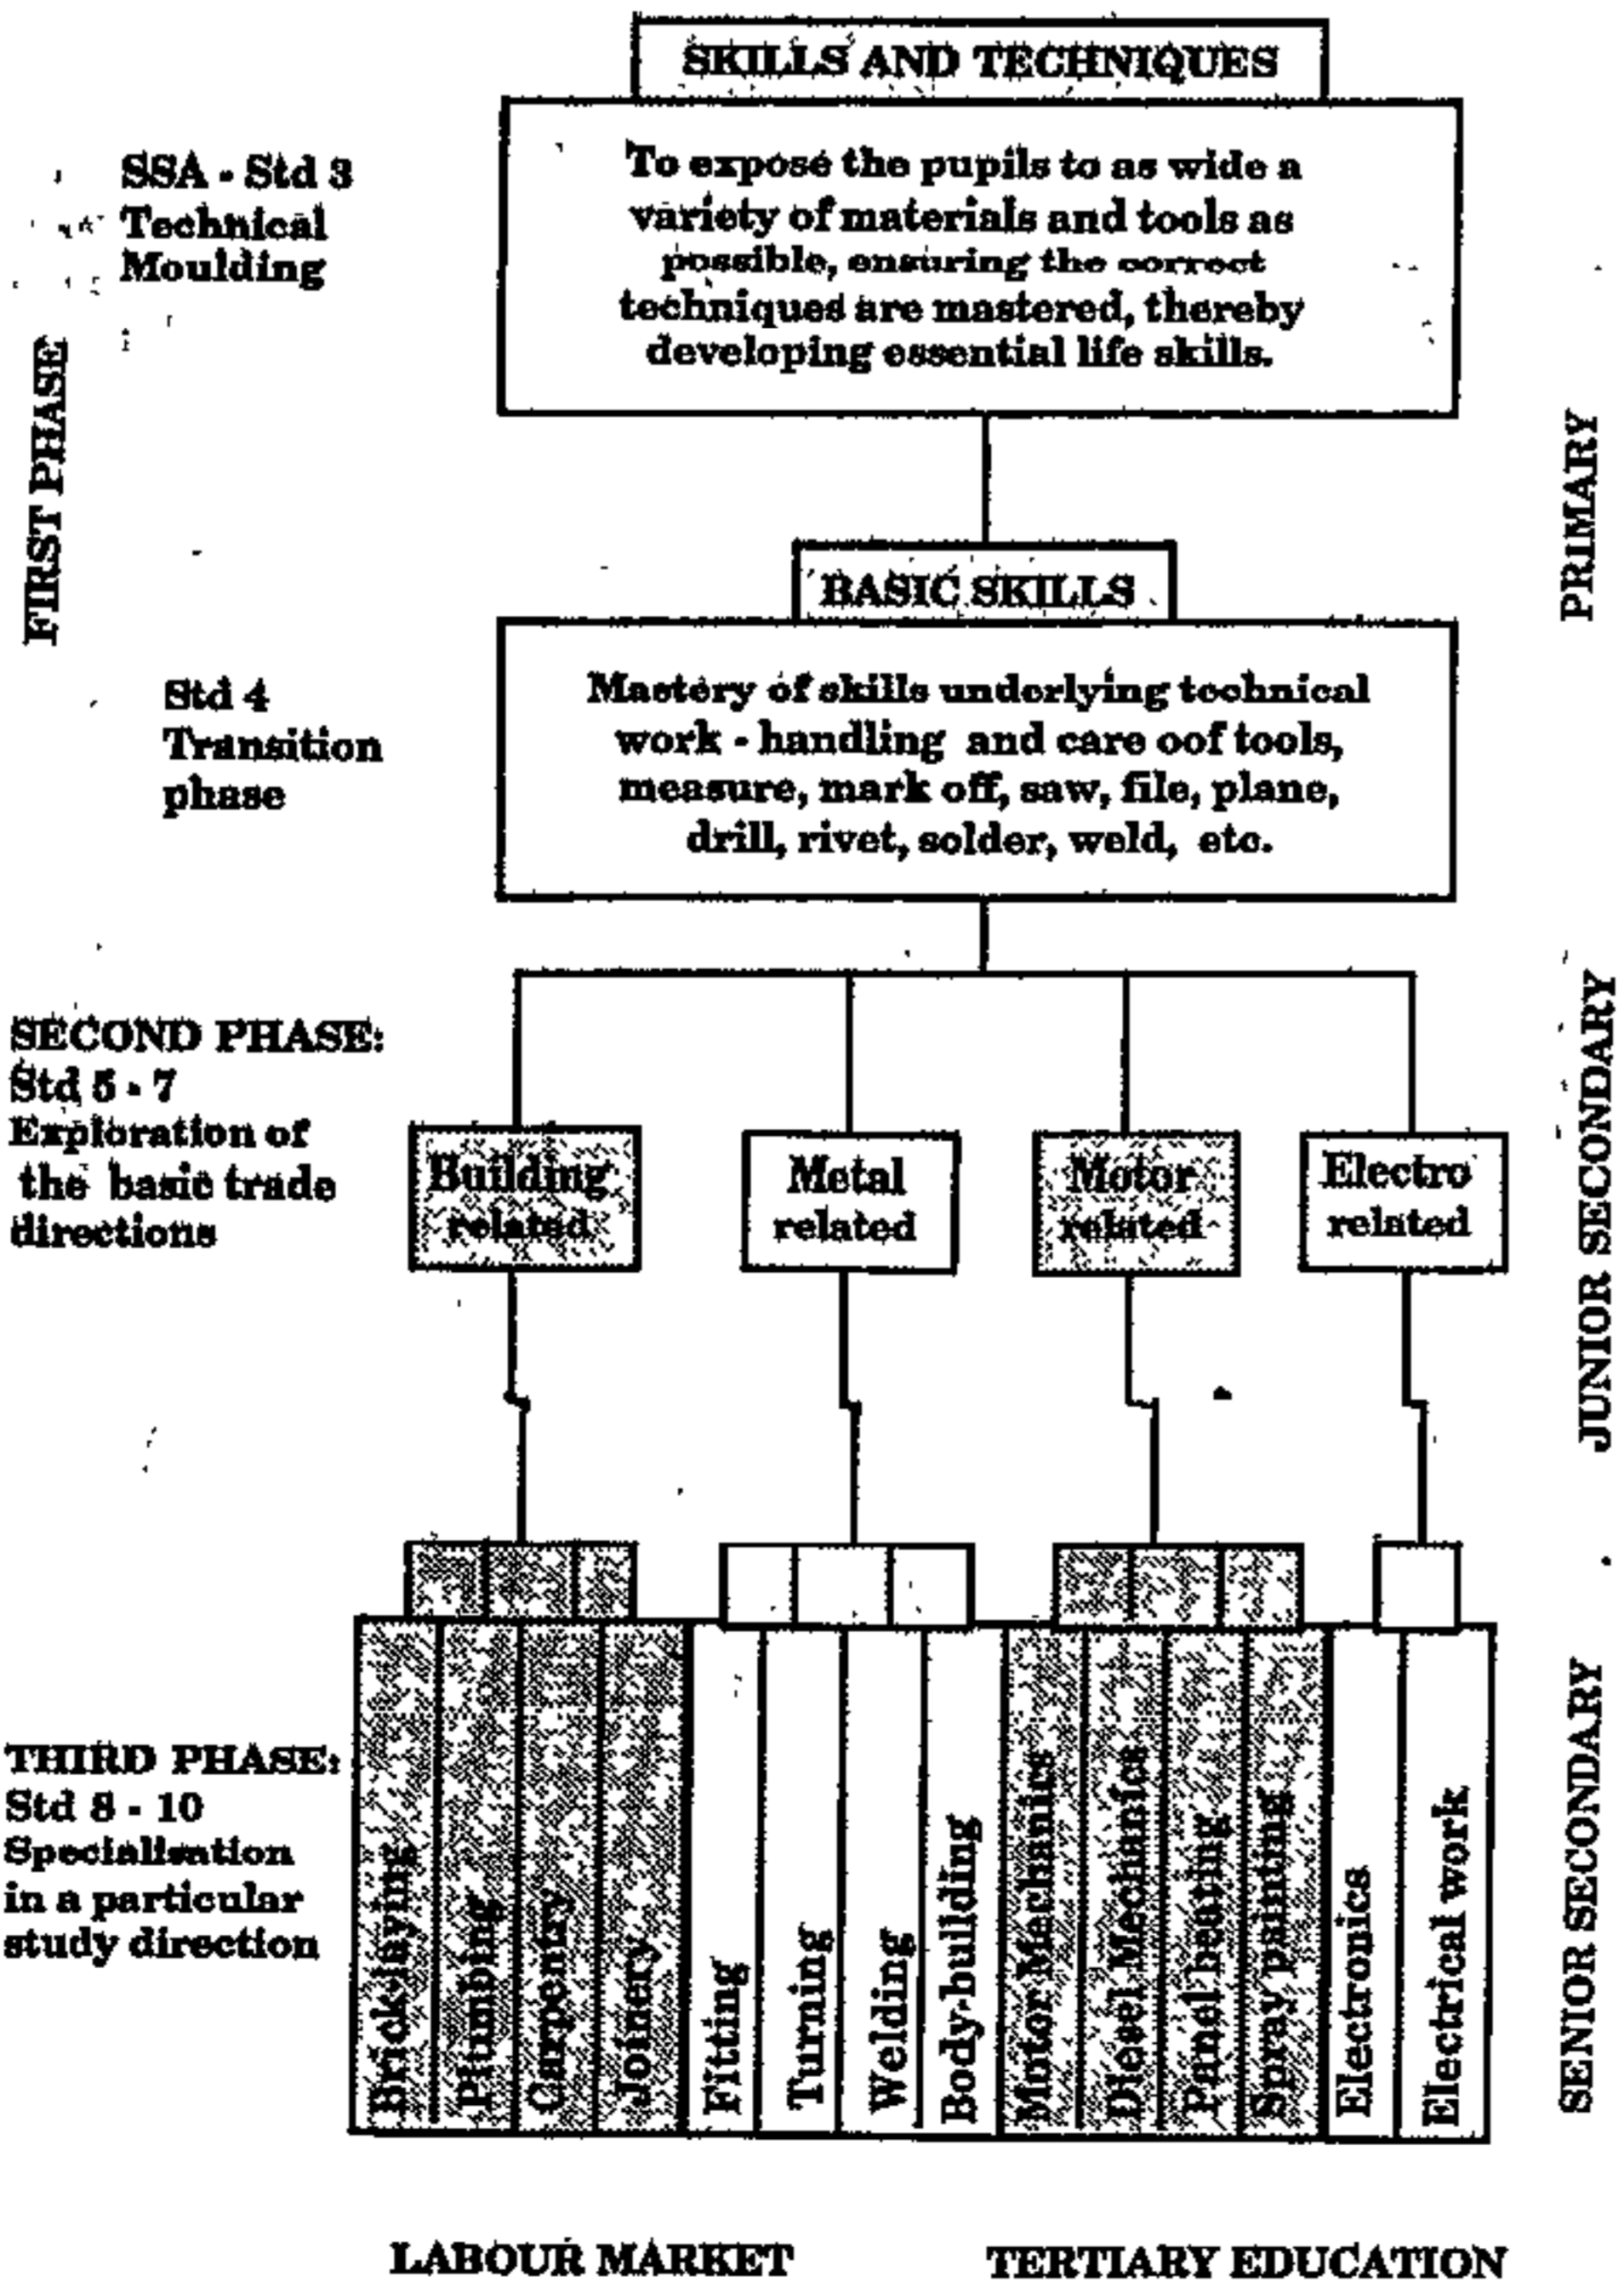 SKILLS AND TECHNIQUES
SSA - Std 3
Technical
Moulding
To expose the pupils to as wide a
variety of materials and tools as
possible, ensuring the correct
techniques are mastered, thereby
developing essential life skills.
FIRST PHASE
PRIMARY
BASIC SKILLS
Std 4
Transition
phase
Mastery of skills underlying technical
work - handling and care oof tools,
measure, mark off, saw, file, plane,
drill, rivet, solder, weld, etc.
SECOND PHASE:
Std 5 - 7
Exploration of
the basic trade
directions
Building
related
Metal
related
Motor
related
Electro
related
JUNIOR SECONDARY
THIRD PHASE:
Std 8 - 10
Specialisation
in a particular
study direction
Bricklaying
Plumbing
Carpentry
Joinery
Fitting
Turning
Welding
Body-building
Motor Mechanics
Diesel Mechanics
Panel beating
Spray painting
Electronics
Electrical work
SENIOR SECONDARY
LABOUR MARKET
TERTIARY EDUCATION